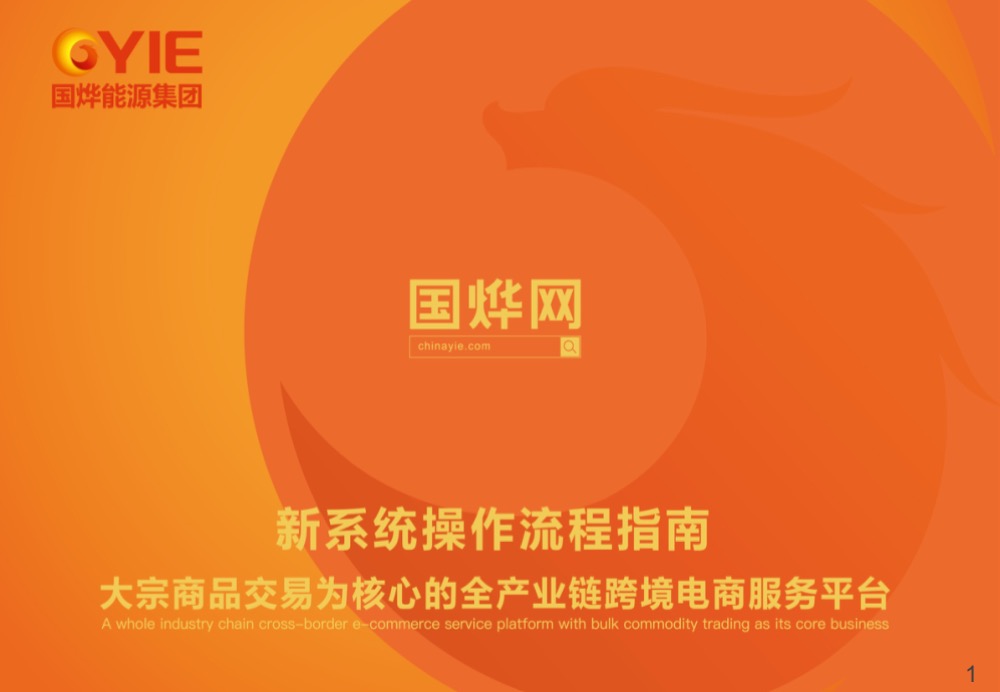 YIE
国烨能源集团
国烨网
chinayie.com
新系统操作流程指南
大宗商品交易为核心的全产业链跨境电商服务平台
A whole industry chain cross-border e-commerce service platform with bulk commodity trading as its core business
1